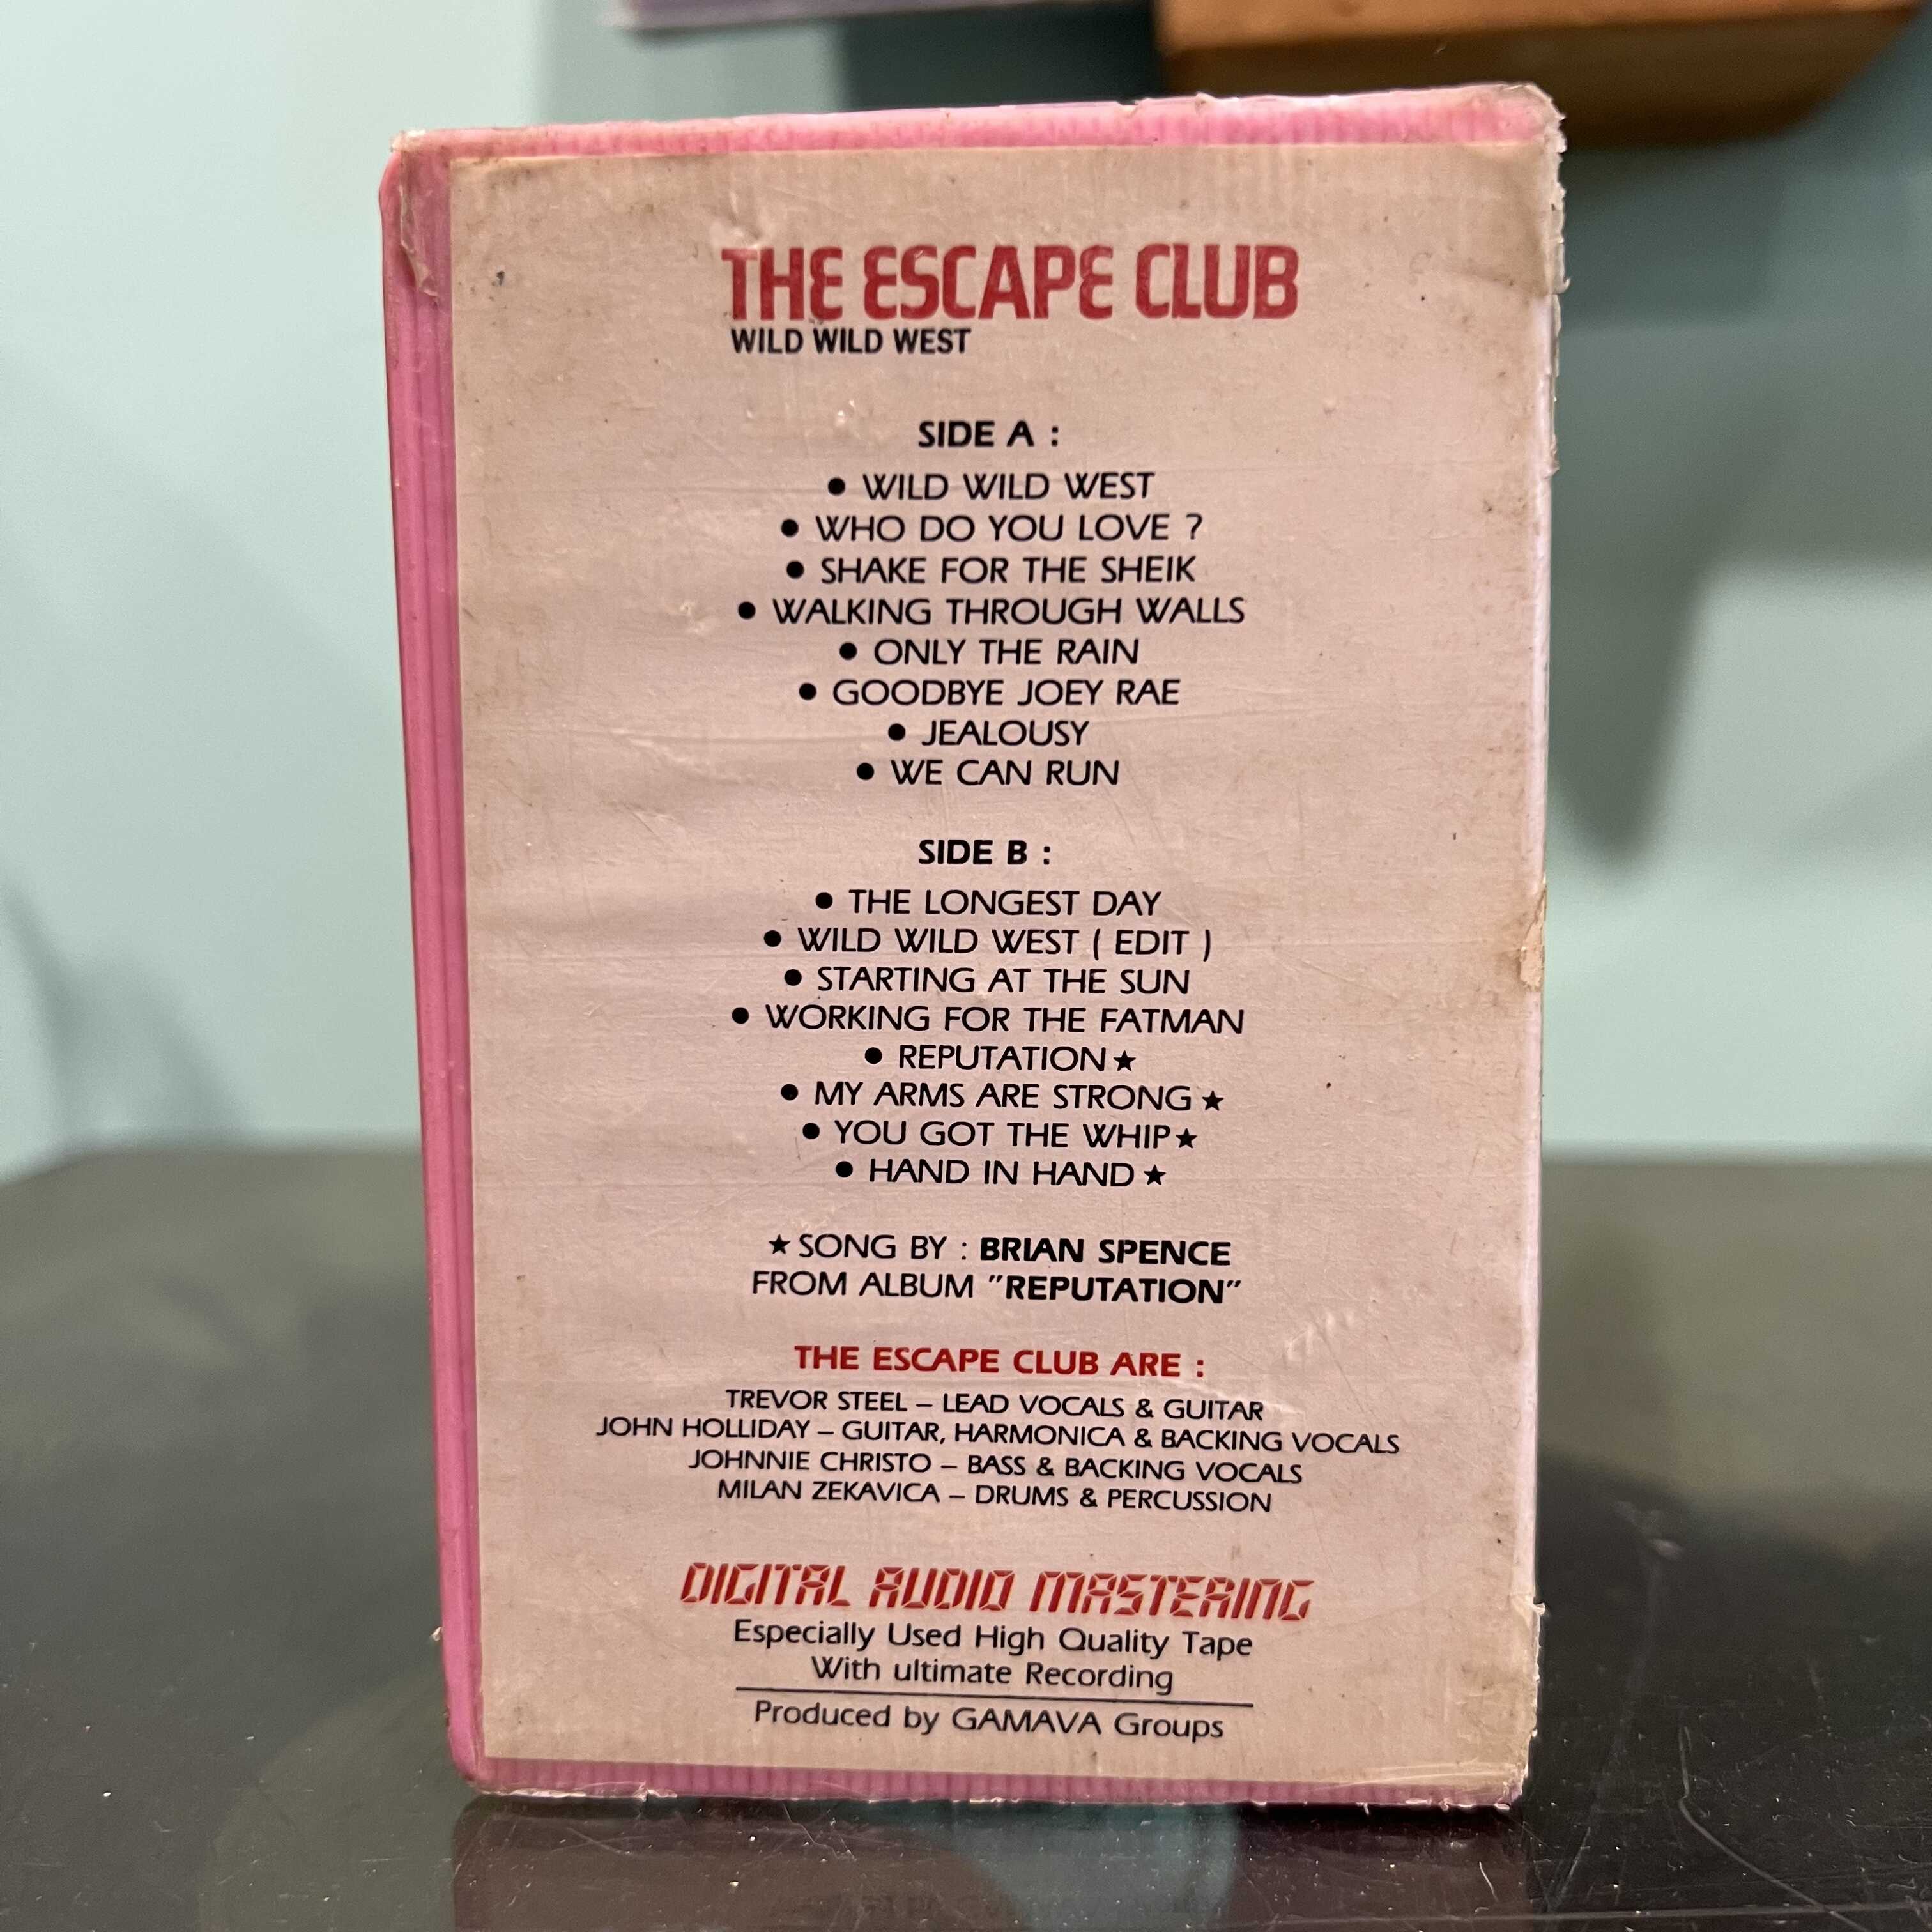 THE ESCAPE CLUB
WILD WILD WEST
SIDE A :
● WILD WILD WEST
● WHO DO YOU LOVE ?
● SHAKE FOR THE SHEIK
● WALKING THROUGH WALLS
● ONLY THE RAIN
● GOODBYE JOEY RAE
● JEALOUSY
● WE CAN RUN
SIDE B :
● THE LONGEST DAY
● WILD WILD WEST ( EDIT )
● STARTING AT THE SUN
● WORKING FOR THE FATMAN
● REPUTATION ★
● MY ARMS ARE STRONG ★
● YOU GOT THE WHIP ★
● HAND IN HAND ★
★ SONG BY : BRIAN SPENCE
FROM ALBUM "REPUTATION"
THE ESCAPE CLUB ARE :
TREVOR STEEL – LEAD VOCALS & GUITAR
JOHN HOLLIDAY – GUITAR, HARMONICA & BACKING VOCALS
JOHNNIE CHRISTO – BASS & BACKING VOCALS
MILAN ZEKAVICA – DRUMS & PERCUSSION
DIGITAL AUDIO MASTERING
Especially Used High Quality Tape
With ultimate Recording
Produced by GAMAVA Groups